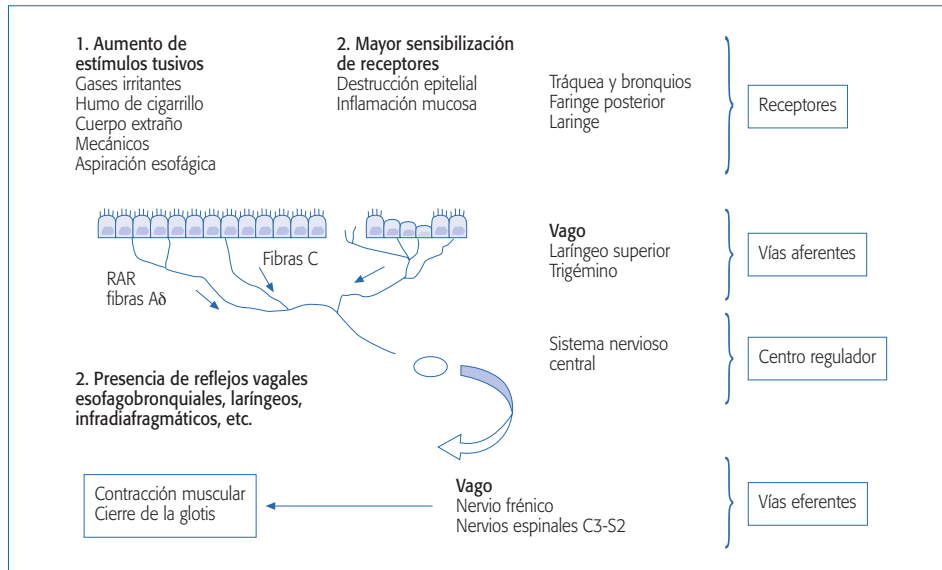 1. Aumento de
estímulos tusivos
Gases irritantes
Humo de cigarrillo
Cuerpo extraño
Mecánicos
Aspiración esofágica
2. Mayor sensibilización
de receptores
Destrucción epitelial
Inflamación mucosa
Tráquea y bronquios
Faringe posterior
Laringe
Receptores
RAR
fibras Aδ
Fibras C
Vago
Laríngeo superior
Trigémino
Vías aferentes
Sistema nervioso
central
Centro regulador
2. Presencia de reflejos vagales
esofagobronquiales, laríngeos,
infradiafragmáticos, etc.
Contracción muscular
Cierre de la glotis
Vago
Nervio frénico
Nervios espinales C3-S2
Vías eferentes